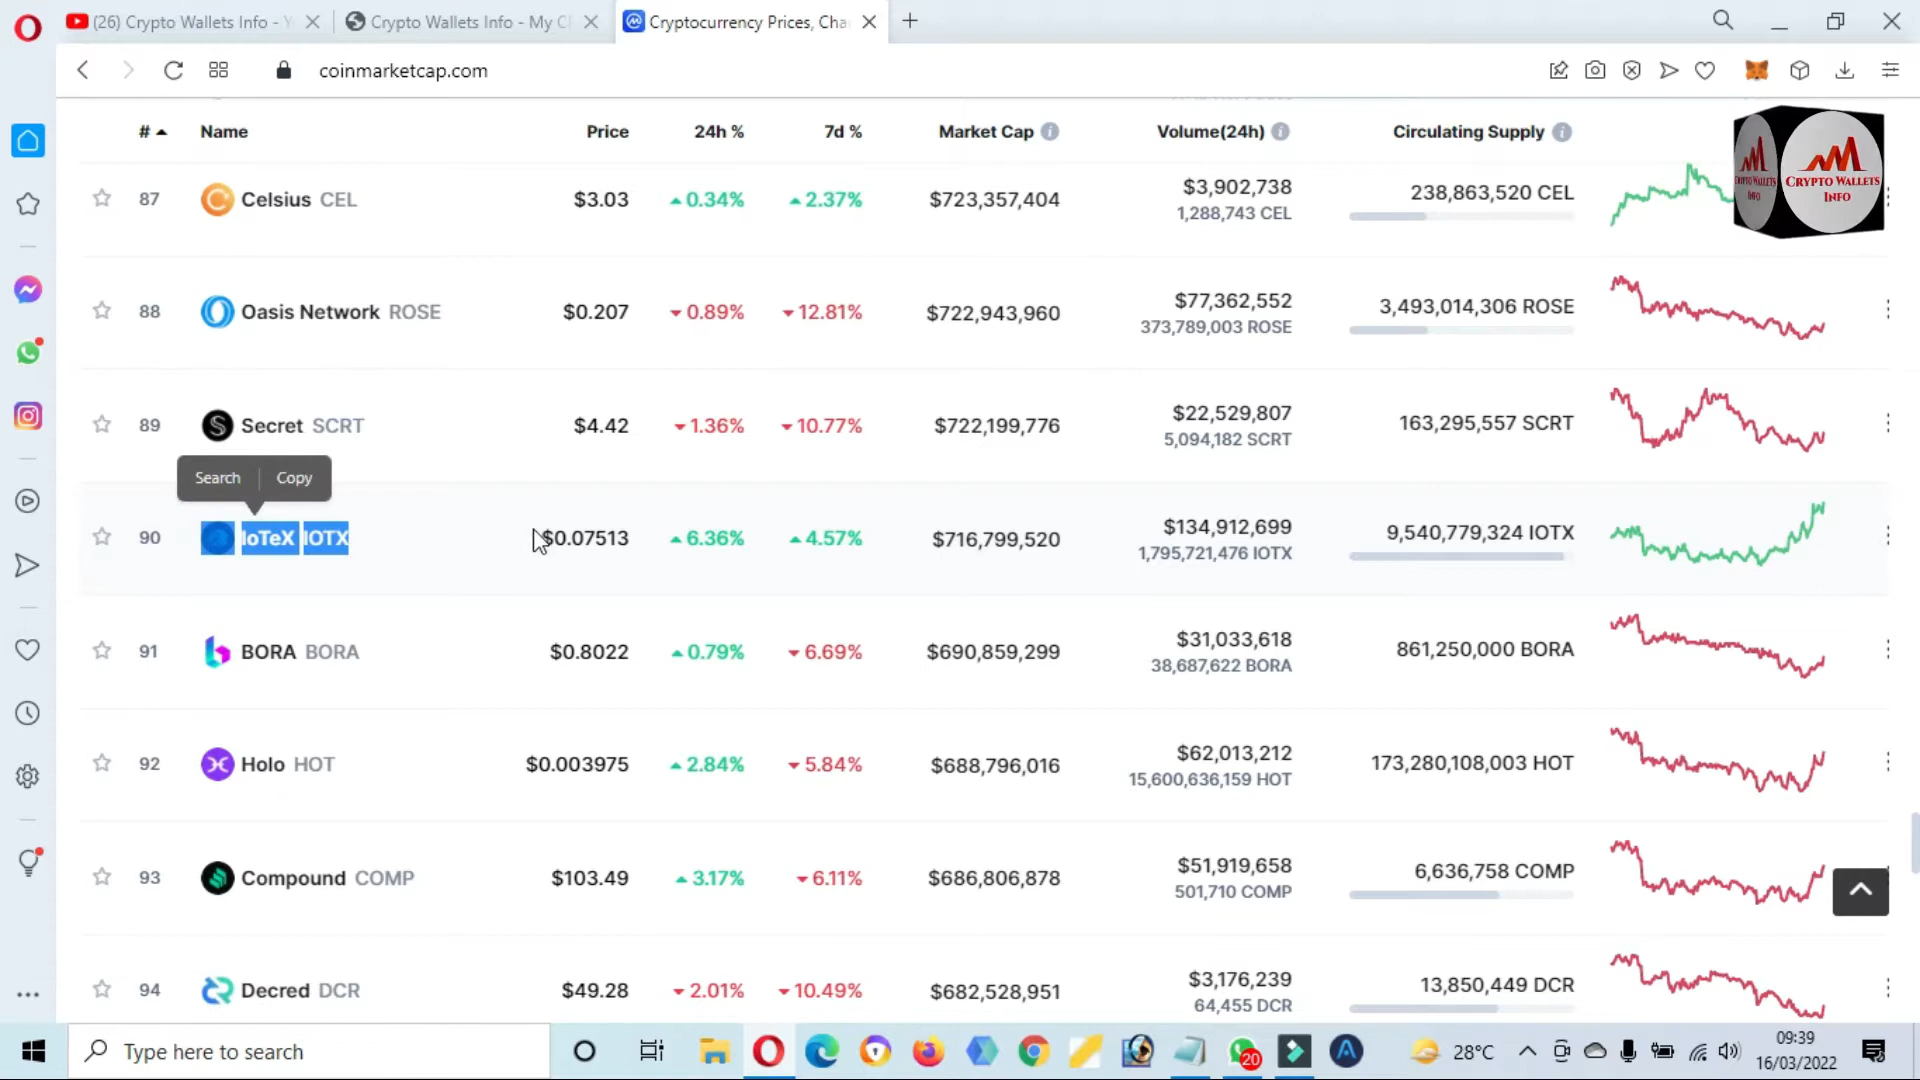 (26) Crypto Wallets Info - Y
Crypto Wallets Info - My C
Cryptocurrency Prices, Cha
coinmarketcap.com
# Name Price 24h % 7d % Market Cap Volume(24h) Circulating Supply
CRYPTO WALLETS INFO
CRYPTO WALLETS
INFO
87 Celsius CEL $3.03 0.34% 2.37% $723,357,404 $3,902,738 238,863,520 CEL
1,288,743 CEL
88 Oasis Network ROSE $0.207 0.89% 12.81% $722,943,960 $77,362,552 3,493,014,306 ROSE
373,789,003 ROSE
89 Secret SCRT $4.42 1.36% 10.77% $722,199,776 $22,529,807 163,295,557 SCRT
5,094,182 SCRT
Search Copy
90 IoTeX IOTX $0.07513 6.36% 4.57% $716,799,520 $134,912,699 9,540,779,324 IOTX
1,795,721,476 IOTX
91 BORA BORA $0.8022 0.79% 6.69% $690,859,299 $31,033,618 861,250,000 BORA
38,687,622 BORA
92 Holo HOT $0.003975 2.84% 5.84% $688,796,016 $62,013,212 173,280,108,003 HOT
15,600,636,159 HOT
93 Compound COMP $103.49 3.17% 6.11% $686,806,878 $51,919,658 6,636,758 COMP
501,710 COMP
94 Decred DCR $49.28 2.01% 10.49% $682,528,951 $3,176,239 13,850,449 DCR
64,455 DCR
Type here to search
20
28°C
09:39
16/03/2022